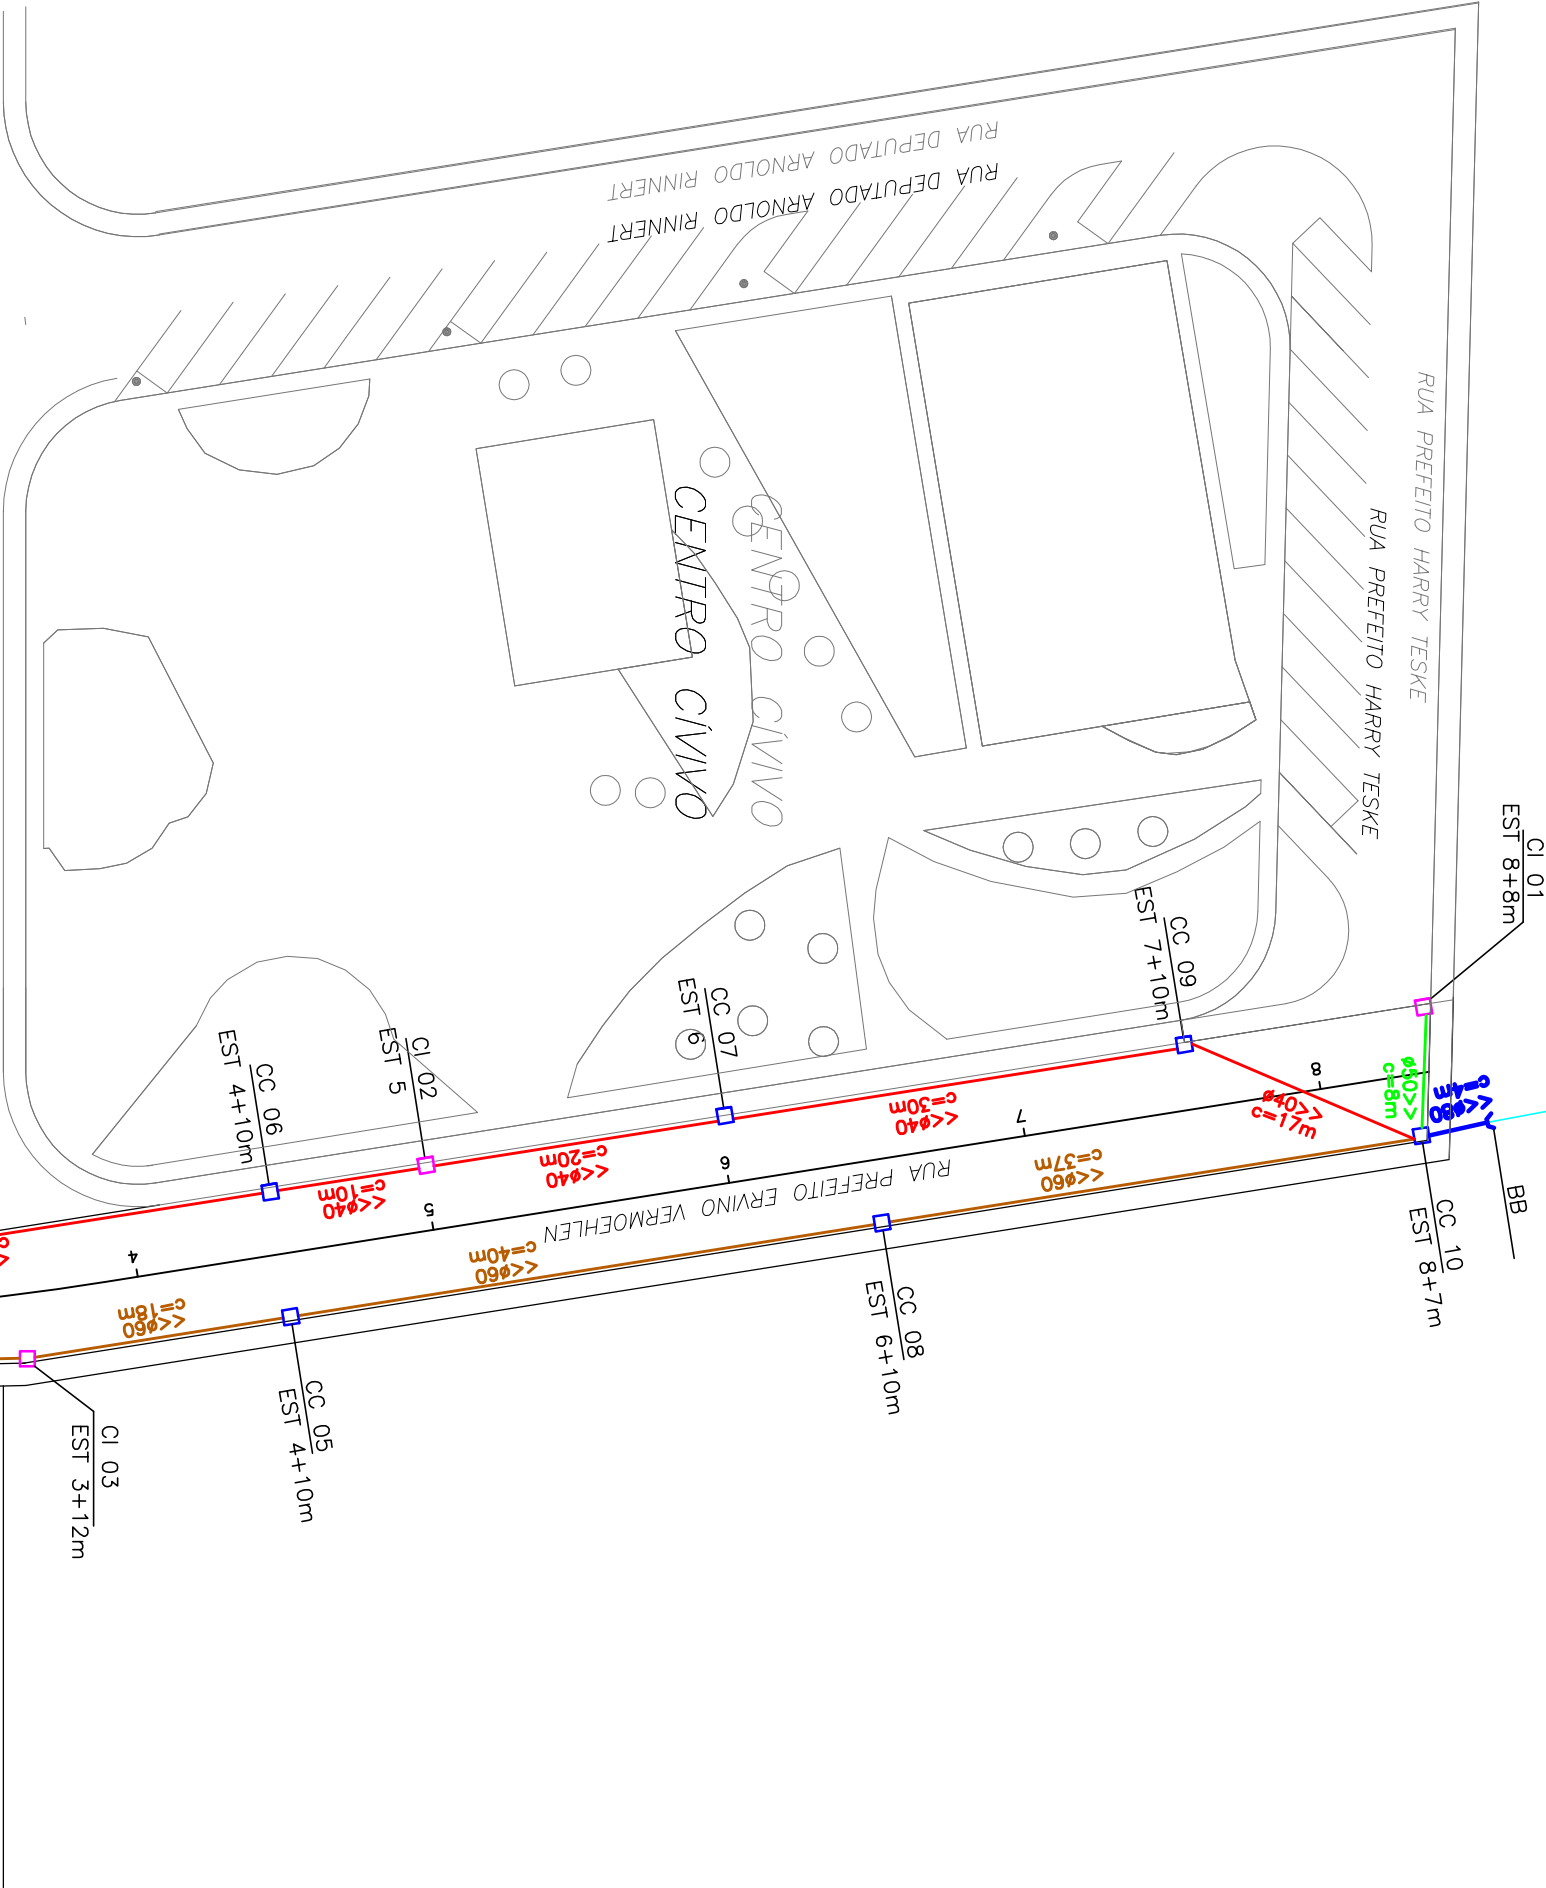 RUA DEPUTADO ARNOLDO RINNERT
RUA DEPUTADO ARNOLDO RINNERT
RUA PREFEITO HARRY TESKE
RUA PREFEITO HARRY TESKE
CENTRO CÍVIVO
CENTRO CÍVIVO
CI 01
EST 8+8m
CC 09
EST 7+10m
CC 07
EST 6
CI 02
EST 5
CC 06
EST 4+10m
8
7
6
5
4
ø50>>
c=8m
<<ø80
c=4m
ø40>>
c=17m
<<ø40
c=30m
<<ø40
c=20m
<<ø40
c=10m
<<ø60
c=37m
<<ø60
c=40m
<<ø60
c=18m
RUA PREFEITO ERVINO VERMOEHLEN
BB
CC 10
EST 8+7m
CC 08
EST 6+10m
CC 05
EST 4+10m
CI 03
EST 3+12m